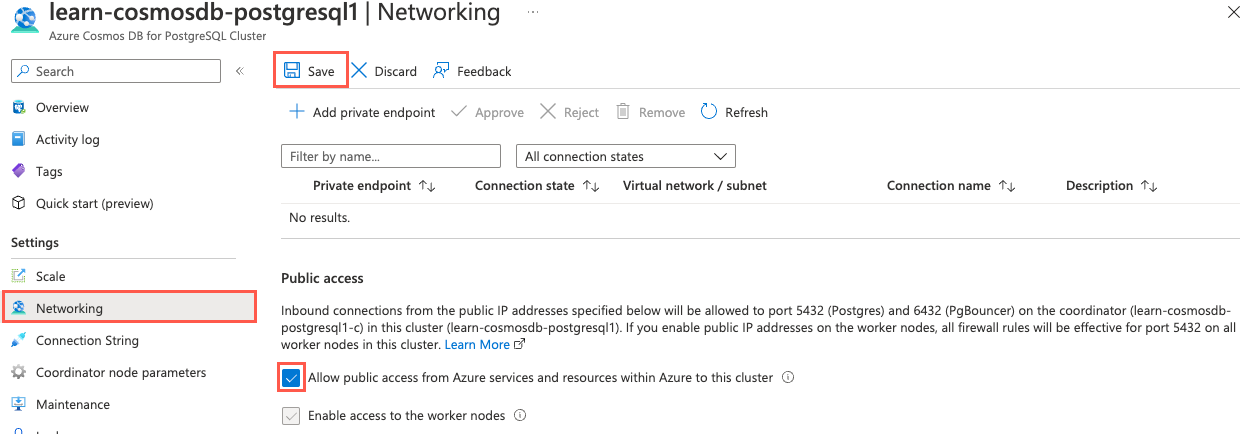 learn-cosmosdb-postgresql1 | Networking ...
Azure Cosmos DB for PostgreSQL Cluster
Search
Overview
Activity log
Tags
Quick start (preview)
Settings
Scale
Networking
Connection String
Coordinator node parameters
Maintenance
Save Discard Feedback
Add private endpoint Approve Reject Remove Refresh
Filter by name... All connection states
Private endpoint Connection state Virtual network / subnet Connection name Description
No results.
Public access
Inbound connections from the public IP addresses specified below will be allowed to port 5432 (Postgres) and 6432 (PgBouncer) on the coordinator (learn-cosmosdb-
postgresql1-c) in this cluster (learn-cosmosdb-postgresql1). If you enable public IP addresses on the worker nodes, all firewall rules will be effective for port 5432 on all
worker nodes in this cluster. Learn More
Allow public access from Azure services and resources within Azure to this cluster
Enable access to the worker nodes